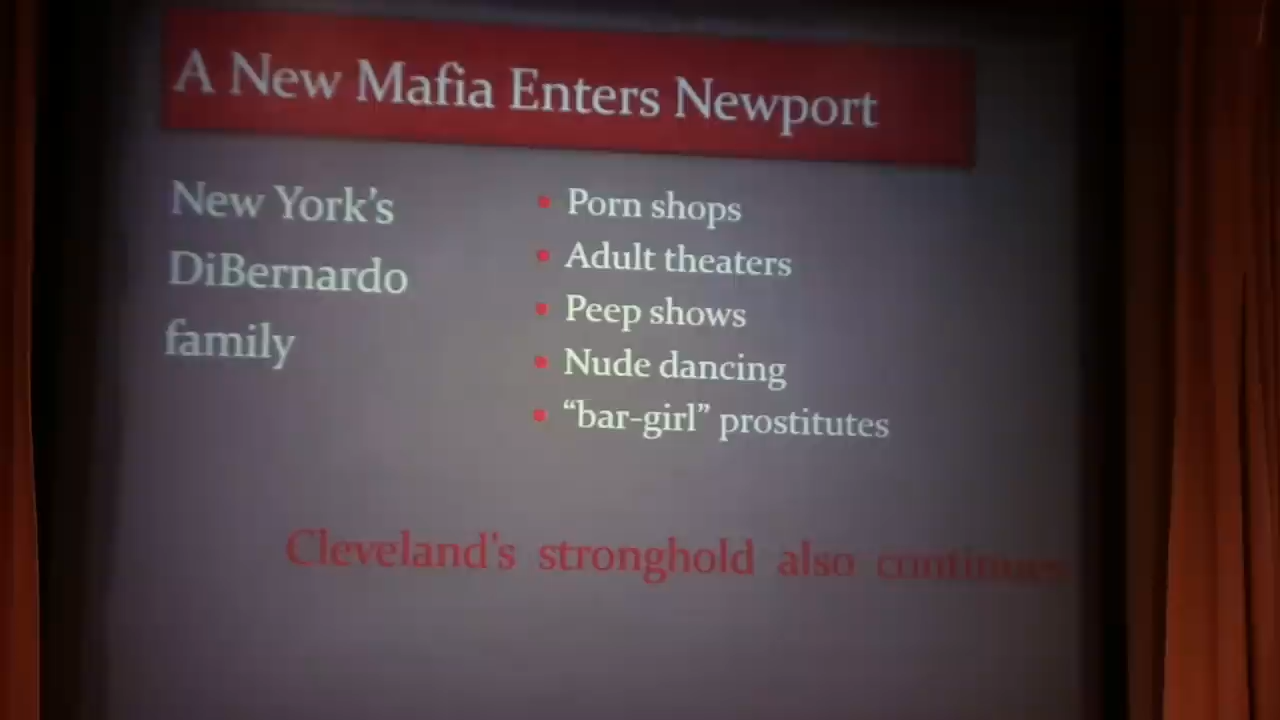 A New Mafia Enters Newport
New York's
DiBernardo
family
Porn shops
Adult theaters
Peep shows
Nude dancing
“bar-girl” prostitutes
Cleveland's stronghold also continues